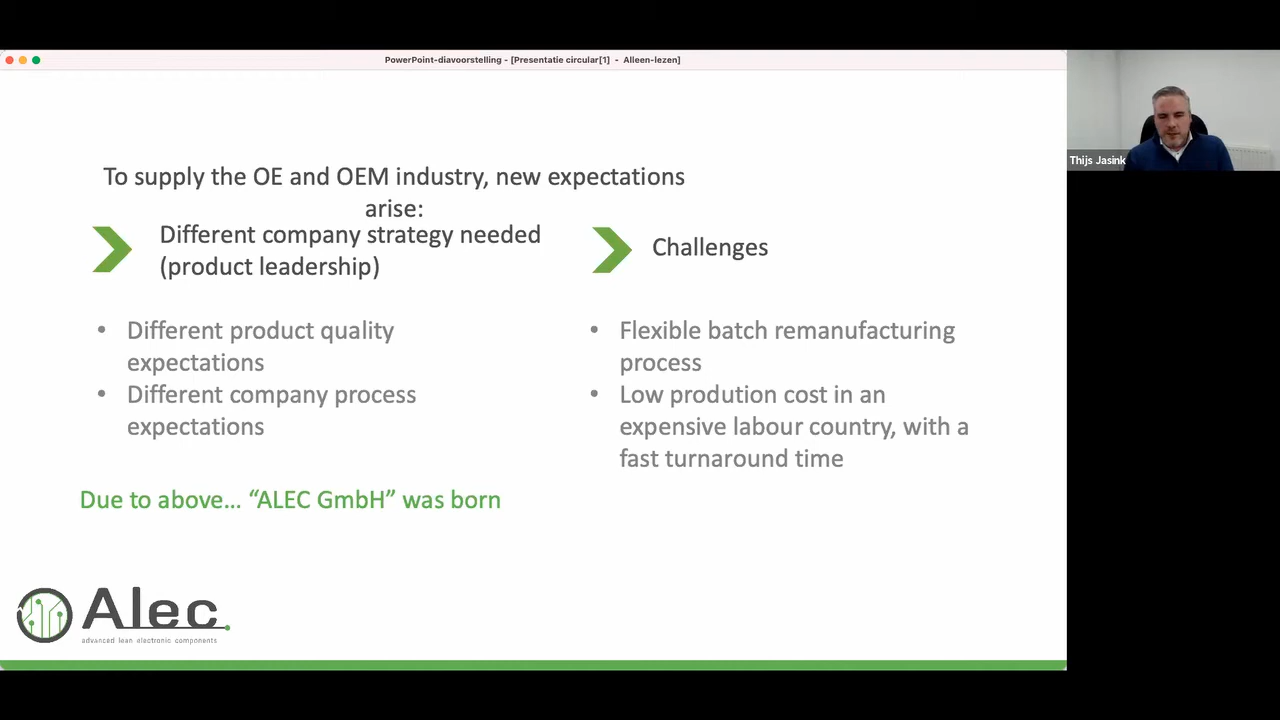 PowerPoint-diavoorstelling - [Presentatie circular[1] - Alleen-lezen]
Thijs Jasink
To supply the OE and OEM industry, new expectations
arise:
Different company strategy needed
(product leadership)
• Different product quality
expectations
• Different company process
expectations
Challenges
• Flexible batch remanufacturing
process
• Low prodution cost in an
expensive labour country, with a
fast turnaround time
Due to above... “ALEC GmbH” was born
Alec
advanced lean electronic components